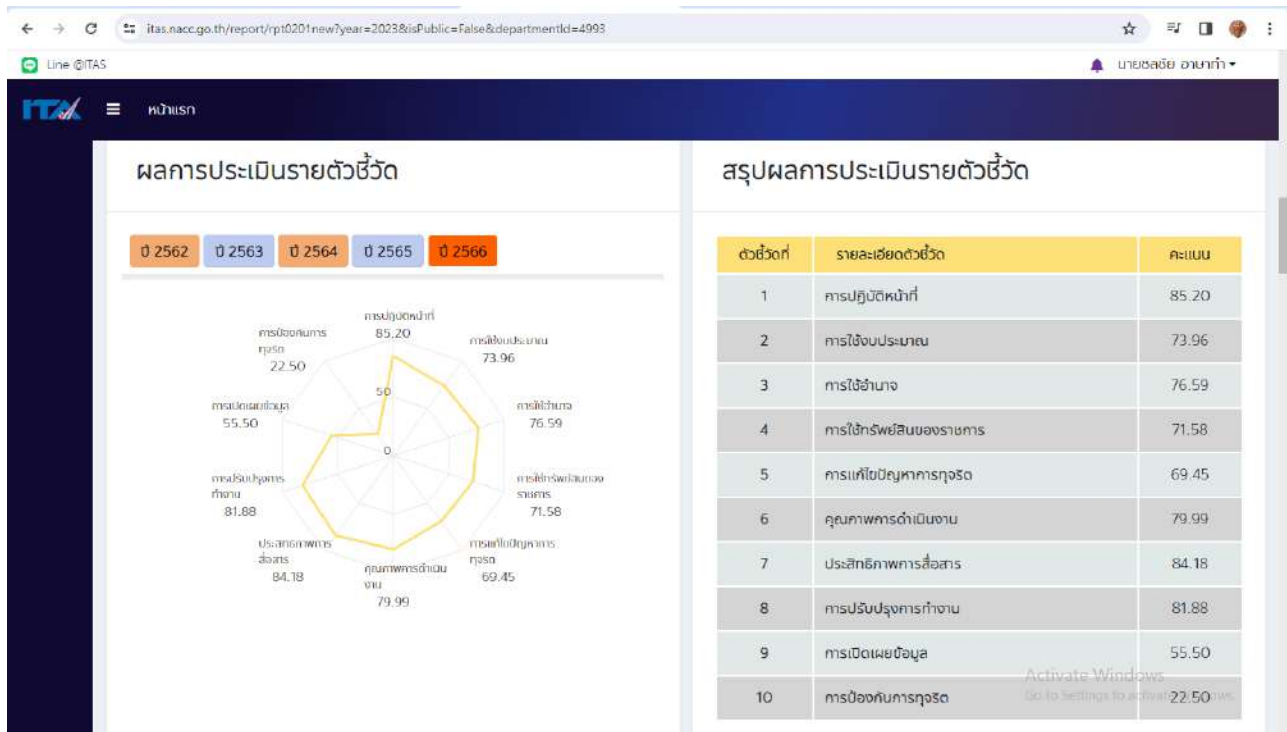 itas.nacc.go.th/report/rpt0201new?year=2023&isPublic=False&departmentId=4993
Line @ITAS
นายชลชัย อาษาทำ
ITA
หน้าแรก
ผลการประเมินรายตัวชี้วัด
ปี 2562 ปี 2563 ปี 2564 ปี 2565 ปี 2566
การปฏิบัติหน้าที่
85.20
การใช้งบประมาณ
73.96
การใช้อำนาจ
76.59
การใช้ทรัพย์สินของ
ราชการ
71.58
การแก้ไขปัญหาการ
ทุจริต
69.45
คุณภาพการดำเนิน
งาน
79.99
ประสิทธิภาพการ
สื่อสาร
84.18
การปรับปรุงการ
ทำงาน
81.88
การเปิดเผยข้อมูล
55.50
การป้องกันการ
ทุจริต
22.50
50
0
สรุปผลการประเมินรายตัวชี้วัด
ตัวชี้วัดที่ รายละเอียดตัวชี้วัด คะแนน
1 การปฏิบัติหน้าที่ 85.20
2 การใช้งบประมาณ 73.96
3 การใช้อำนาจ 76.59
4 การใช้ทรัพย์สินของราชการ 71.58
5 การแก้ไขปัญหาการทุจริต 69.45
6 คุณภาพการดำเนินงาน 79.99
7 ประสิทธิภาพการสื่อสาร 84.18
8 การปรับปรุงการทำงาน 81.88
9 การเปิดเผยข้อมูล 55.50
10 การป้องกันการทุจริต 22.50
Activate Windows
Go to Settings to activate Windows.